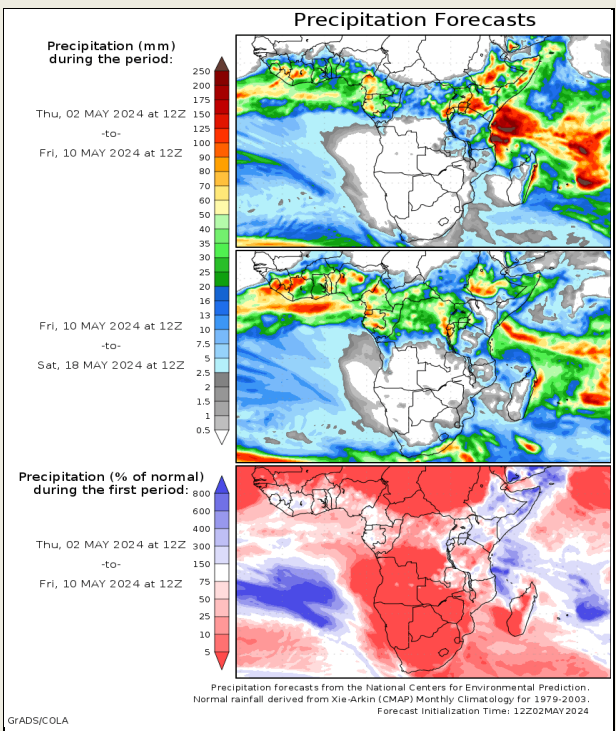 Precipitation Forecasts
Precipitation (mm)
during the period:
Thu, 02 MAY 2024 at 12Z
-to-
Fri, 10 MAY 2024 at 12Z
250
200
175
150
125
100
90
80
70
60
50
40
35
30
25
20
16
13
10
7.5
5
2.5
2
1.5
1
0.5
Fri, 10 MAY 2024 at 12Z
-to-
Sat, 18 MAY 2024 at 12Z
Precipitation (% of normal)
during the first period:
Thu, 02 MAY 2024 at 12Z
-to-
Fri, 10 MAY 2024 at 12Z
800
600
400
300
150
75
50
25
10
5
Precipitation forecasts from the National Centers for Environmental Prediction.
Normal rainfall derived from Xie-Arkin (CMAP) Monthly Climatology for 1979-2003.
Forecast Initialization Time: 12Z02MAY2024
GrADS/COLA